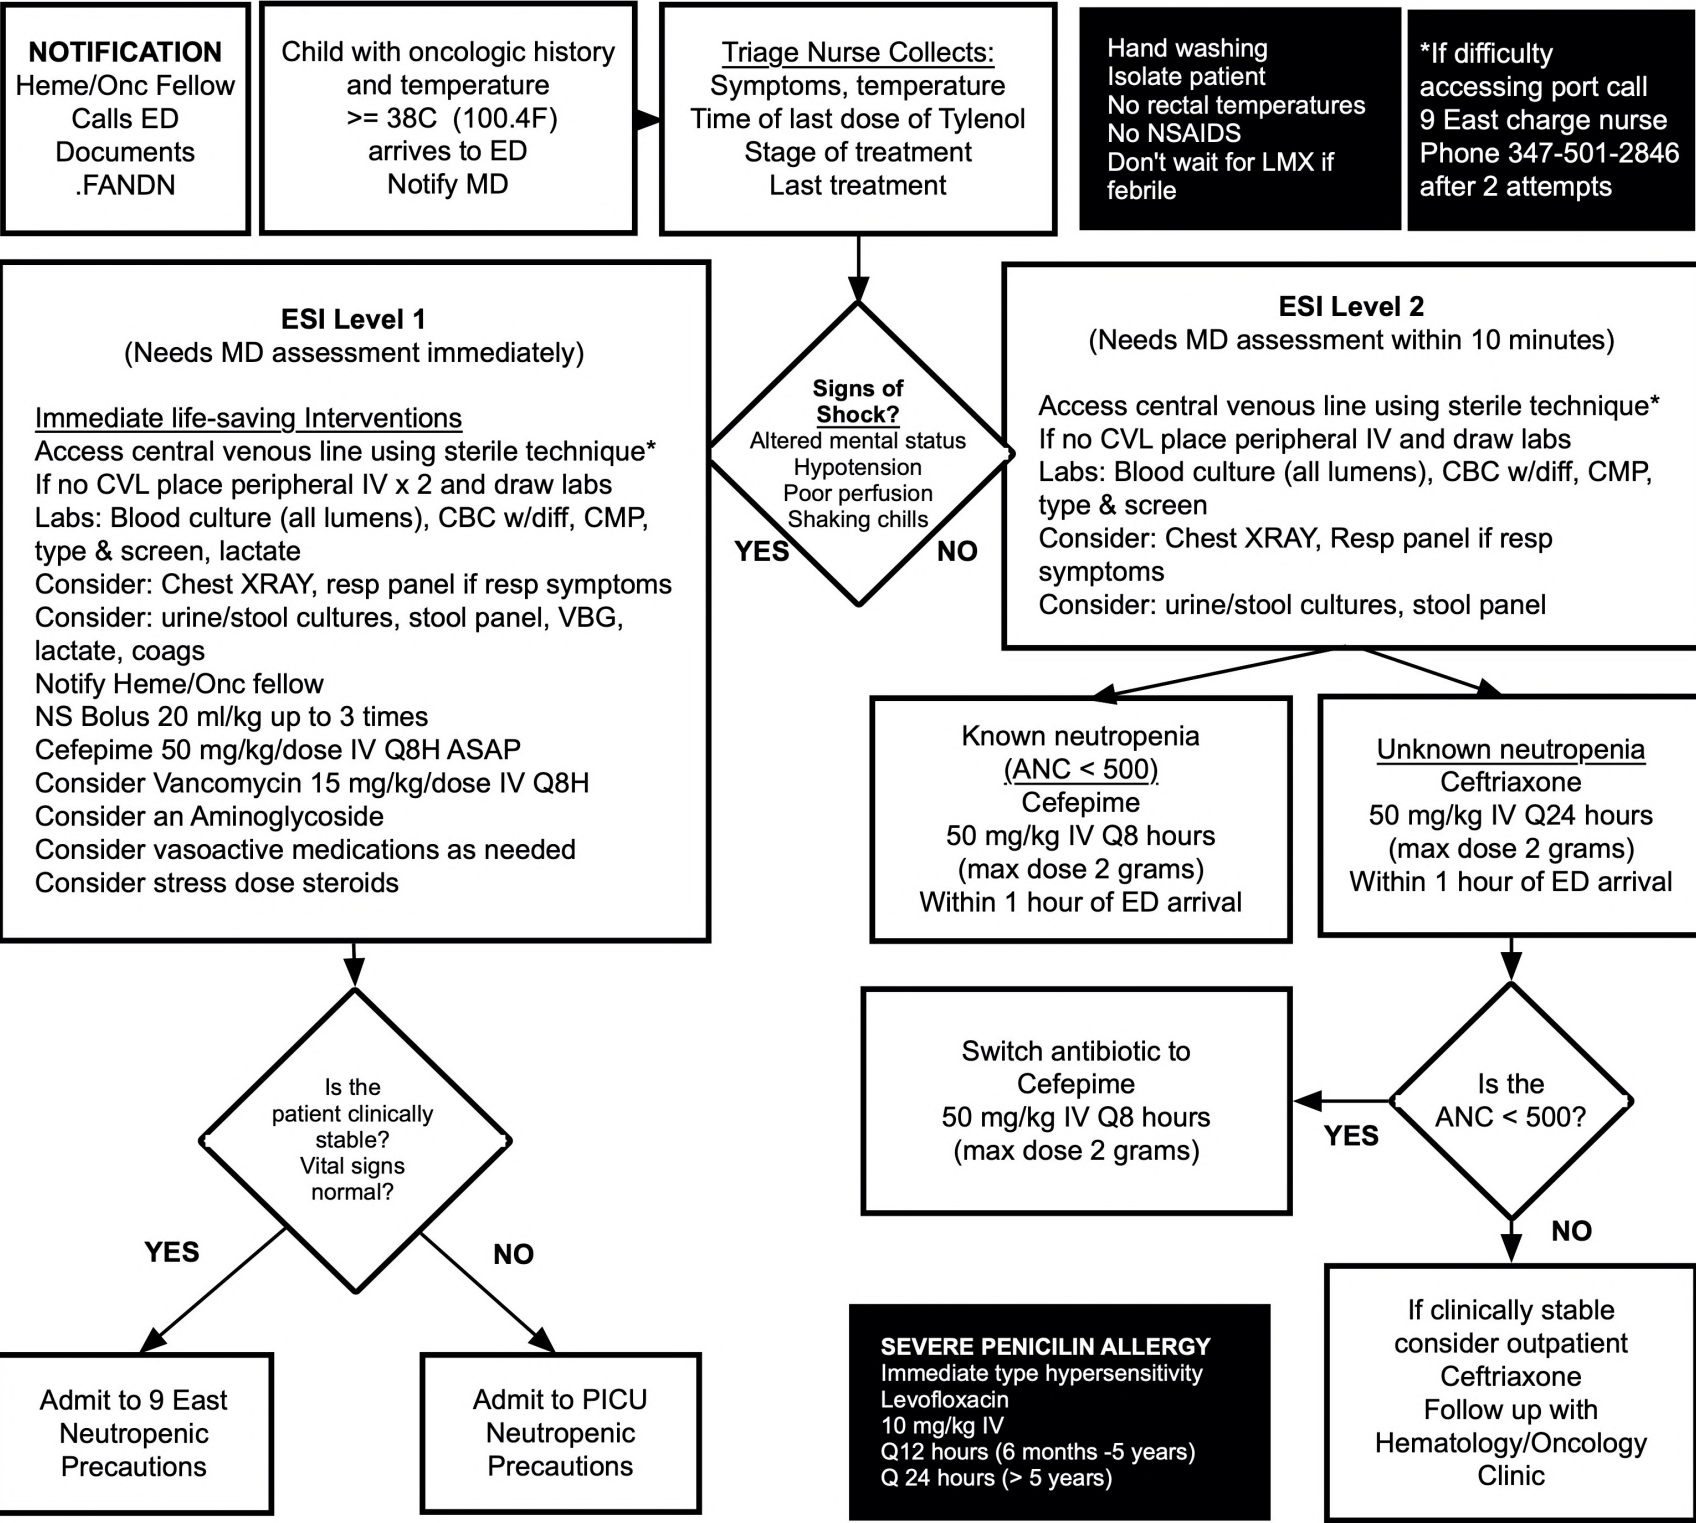 NOTIFICATION
Heme/Onc Fellow
Calls ED
Documents
.FANDN
Child with oncologic history
and temperature
>= 38C (100.4F)
arrives to ED
Notify MD
Triage Nurse Collects:
Symptoms, temperature
Time of last dose of Tylenol
Stage of treatment
Last treatment
Hand washing
Isolate patient
No rectal temperatures
No NSAIDS
Don't wait for LMX if
febrile
*If difficulty
accessing port call
9 East charge nurse
Phone 347-501-2846
after 2 attempts
ESI Level 1
(Needs MD assessment immediately)
Immediate life-saving Interventions
Access central venous line using sterile technique*
If no CVL place peripheral IV x 2 and draw labs
Labs: Blood culture (all lumens), CBC w/diff, CMP,
type & screen, lactate
Consider: Chest XRAY, resp panel if resp symptoms
Consider: urine/stool cultures, stool panel, VBG,
lactate, coags
Notify Heme/Onc fellow
NS Bolus 20 ml/kg up to 3 times
Cefepime 50 mg/kg/dose IV Q8H ASAP
Consider Vancomycin 15 mg/kg/dose IV Q8H
Consider an Aminoglycoside
Consider vasoactive medications as needed
Consider stress dose steroids
Signs of
Shock?
Altered mental status
Hypotension
Poor perfusion
Shaking chills
YES
NO
ESI Level 2
(Needs MD assessment within 10 minutes)
Access central venous line using sterile technique*
If no CVL place peripheral IV and draw labs
Labs: Blood culture (all lumens), CBC w/diff, CMP,
type & screen
Consider: Chest XRAY, Resp panel if resp
symptoms
Consider: urine/stool cultures, stool panel
Known neutropenia
(ANC < 500)
Cefepime
50 mg/kg IV Q8 hours
(max dose 2 grams)
Within 1 hour of ED arrival
Unknown neutropenia
Ceftriaxone
50 mg/kg IV Q24 hours
(max dose 2 grams)
Within 1 hour of ED arrival
Is the
patient clinically
stable?
Vital signs
normal?
YES
NO
Admit to 9 East
Neutropenic
Precautions
Admit to PICU
Neutropenic
Precautions
Switch antibiotic to
Cefepime
50 mg/kg IV Q8 hours
(max dose 2 grams)
Is the
ANC < 500?
YES
NO
SEVERE PENICILIN ALLERGY
Immediate type hypersensitivity
Levofloxacin
10 mg/kg IV
Q12 hours (6 months -5 years)
Q 24 hours (> 5 years)
If clinically stable
consider outpatient
Ceftriaxone
Follow up with
Hematology/Oncology
Clinic